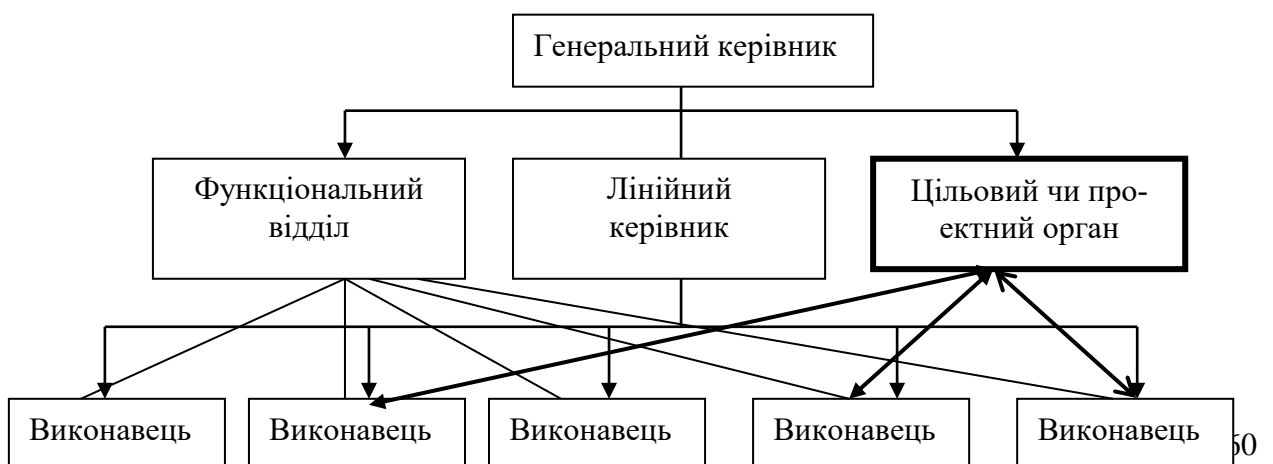 Генеральний керівник
Функціональний
відділ
Лінійний
керівник
Цільовий чи про-
ектний орган
Виконавець
Виконавець
Виконавець
Виконавець
Виконавець